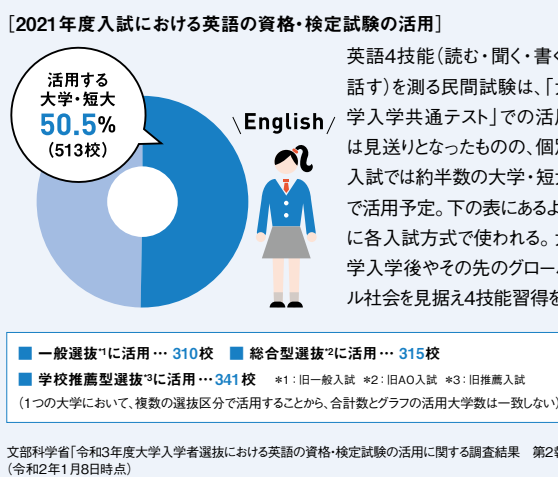 ［2021年度入試における英語の資格・検定試験の活用］
活用する
大学・短大
50.5%
（513校）
\English/
英語4技能（読む・聞く・書く
話す）を測る民間試験は、「
学入学共通テスト」での活
は見送りとなったものの、個
入試では約半数の大学・短
で活用予定。下の表にあるよ
に各入試方式で使われる。
学入学後やその先のグロー
ル社会を見据え4技能習得を
■ 一般選抜*1に活用… 310校 ■ 総合型選抜*2に活用… 315校
■ 学校推薦型選抜*3に活用…341校 *1：旧一般入試 *2：旧AO入試 *3：旧推薦入試
（1つの大学において、複数の選抜区分で活用することから、合計数とグラフの活用大学数は一致しない）
文部科学省「令和3年度大学入学者選抜における英語の資格・検定試験の活用に関する調査結果　第2
（令和2年1月8日時点）